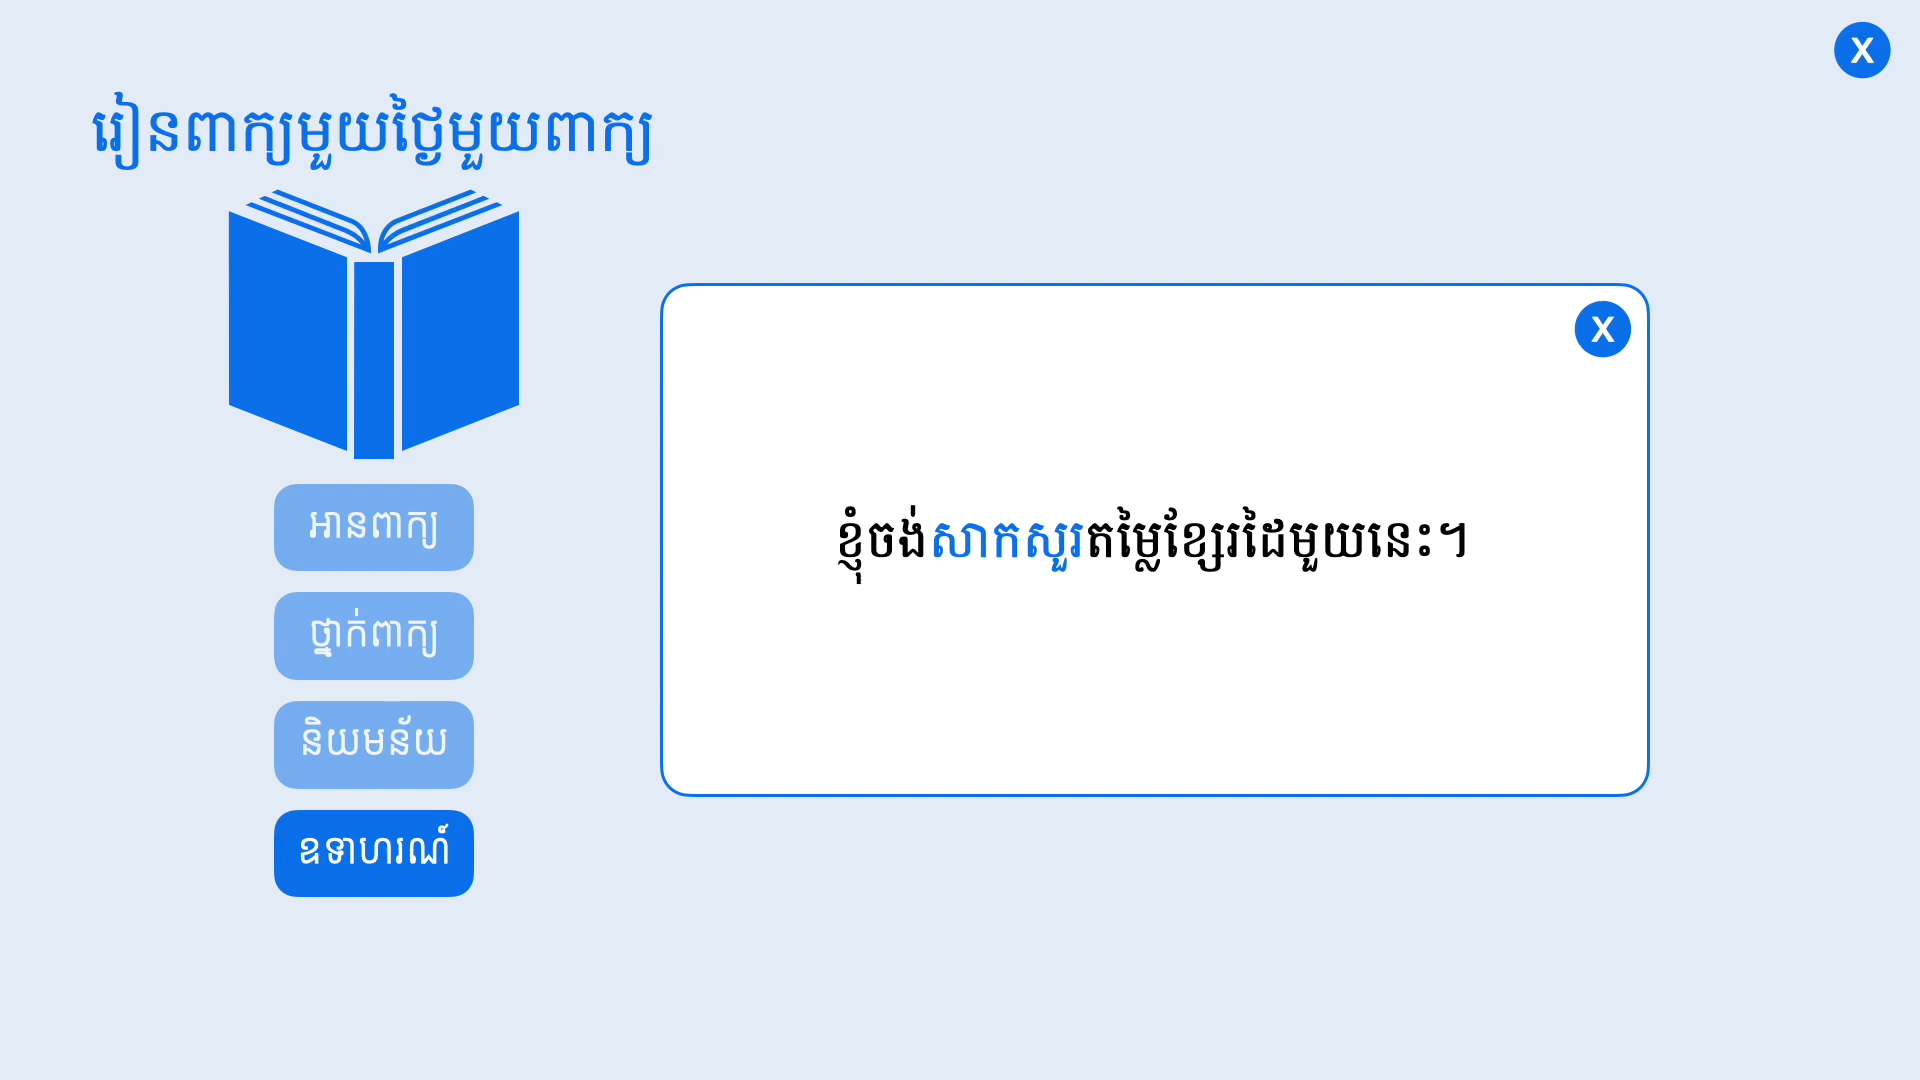 X
រៀនពាក្យមួយថ្ងៃមួយពាក្យ
X
ខ្ញុំចង់សាកសួរតម្លៃខ្សែរដៃមួយនេះ។
អានពាក្យ
ថ្នាក់ពាក្យ
និយមន័យ
ឧទាហរណ៍